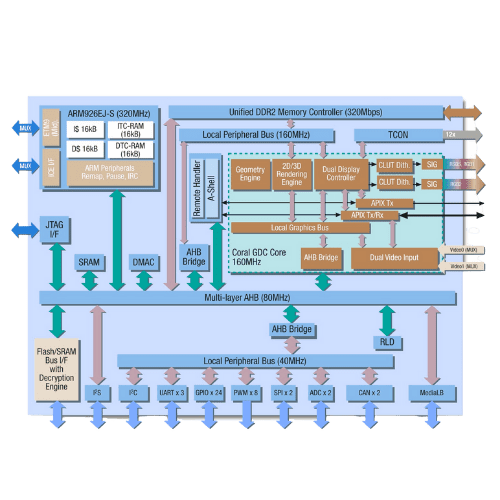 ARM926EJ-S (320MHz)
MUX
IS 16kB
ITC-RAM
(16kB)
DS 16kB
DTC-RAM
(16kB)
MUX
ICE I/F
ARM Peripherals
Unified DDR2 Memory Controller (320Mbps)
Local Peripheral Bus (160MHz)
TCON
12x
Remote Handler
A-Shell
Geometry
Engine
2D/3D
Rendering
Engine
Dual Display
Controller
CLUT Dith.
SIG
CLUT Dith.
SIG
APIX Tx
APIX Tx/Rx
Local Graphics Bus
Coral GDC Core
160MHz
AHB Bridge
Dual Video Input
Video0 (MUX)
Video1 (MUX)
JTAG
I/F
SRAM
DMAC
AHB
Bridge
Multi-layer AHB (80MHz)
AHB Bridge
RLD
Flash/SRAM
Bus I/F
with
Decryption
Engine
Local Peripheral Bus (40MHz)
I²S
I²C
UART x 3
GPIO x 24
PWM x 8
SPI x 2
ADC x 2
CAN x 2
MediaLB